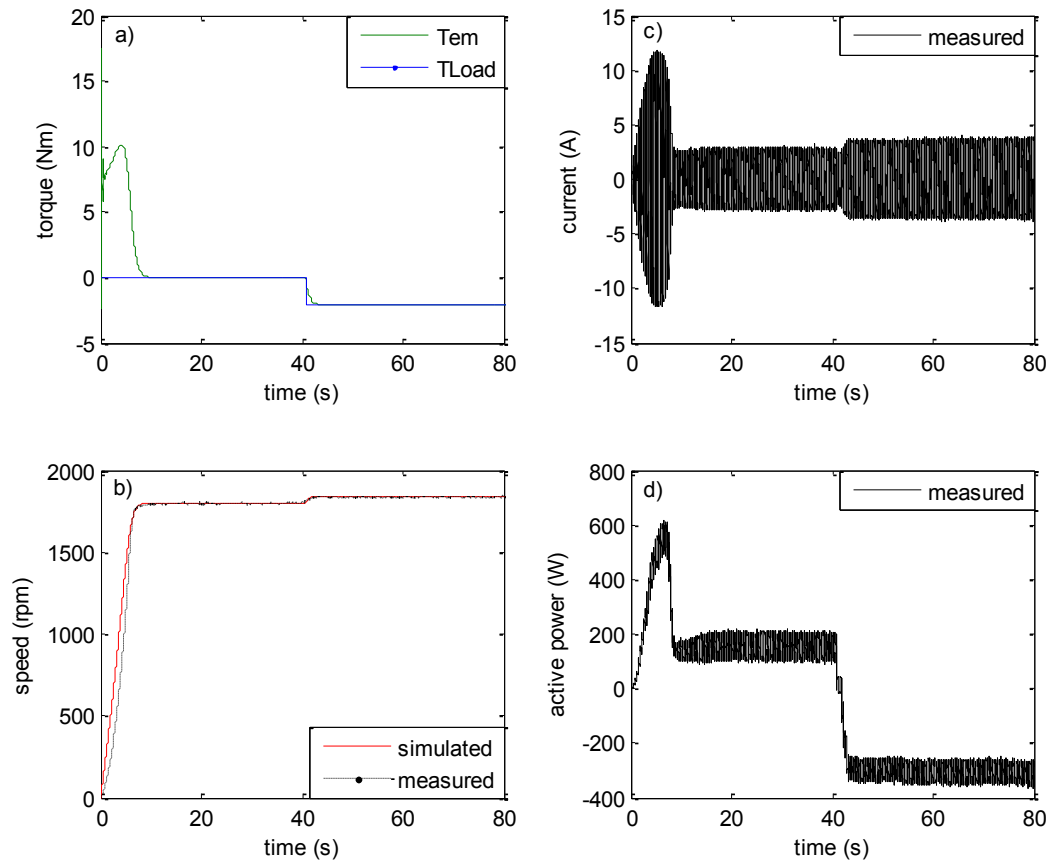 a)
Tem
TLoad
torque (Nm)
20
15
10
5
0
-5
0
20
40
60
80
time (s)
c)
measured
current (A)
15
10
5
0
-5
-10
-15
0
20
40
60
80
time (s)
b)
simulated
measured
speed (rpm)
2000
1500
1000
500
0
0
20
40
60
80
time (s)
d)
measured
active power (W)
800
600
400
200
0
-200
-400
0
20
40
60
80
time (s)